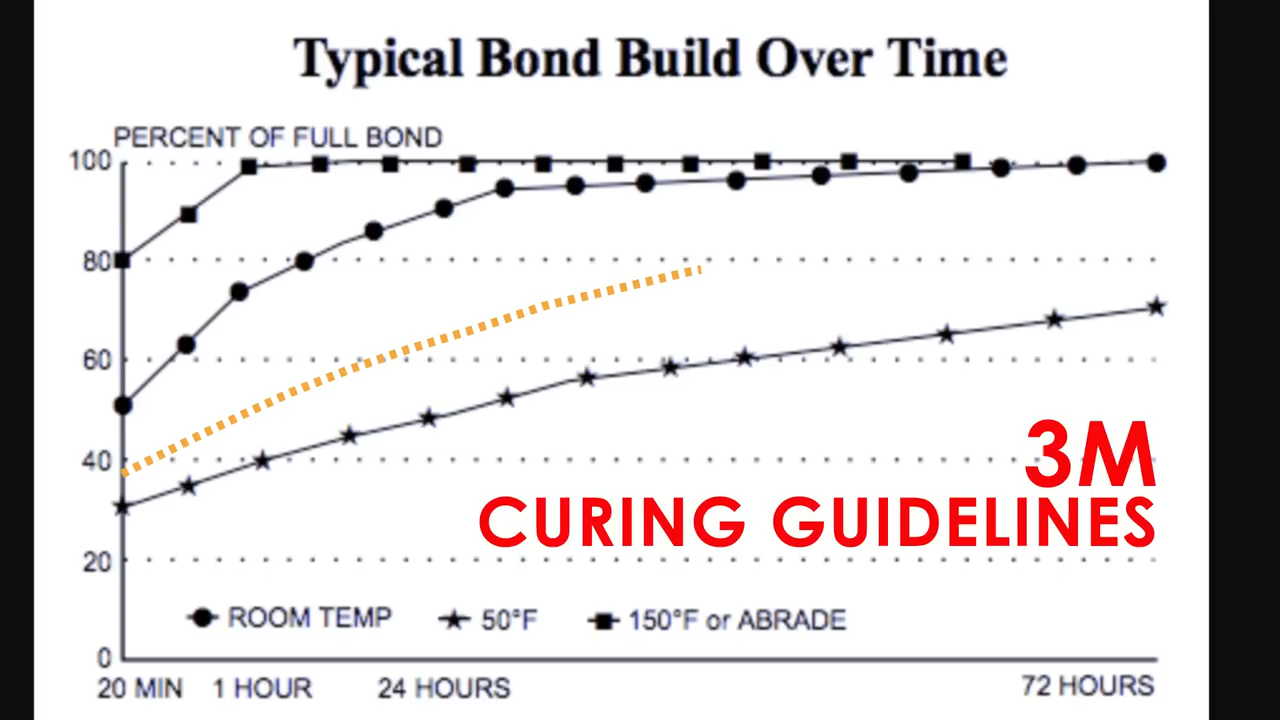 Typical Bond Build Over Time
PERCENT OF FULL BOND
100
80
60
40
20
0
3M
CURING GUIDELINES
ROOM TEMP 50°F 150°F or ABRADE
20 MIN 1 HOUR 24 HOURS 72 HOURS